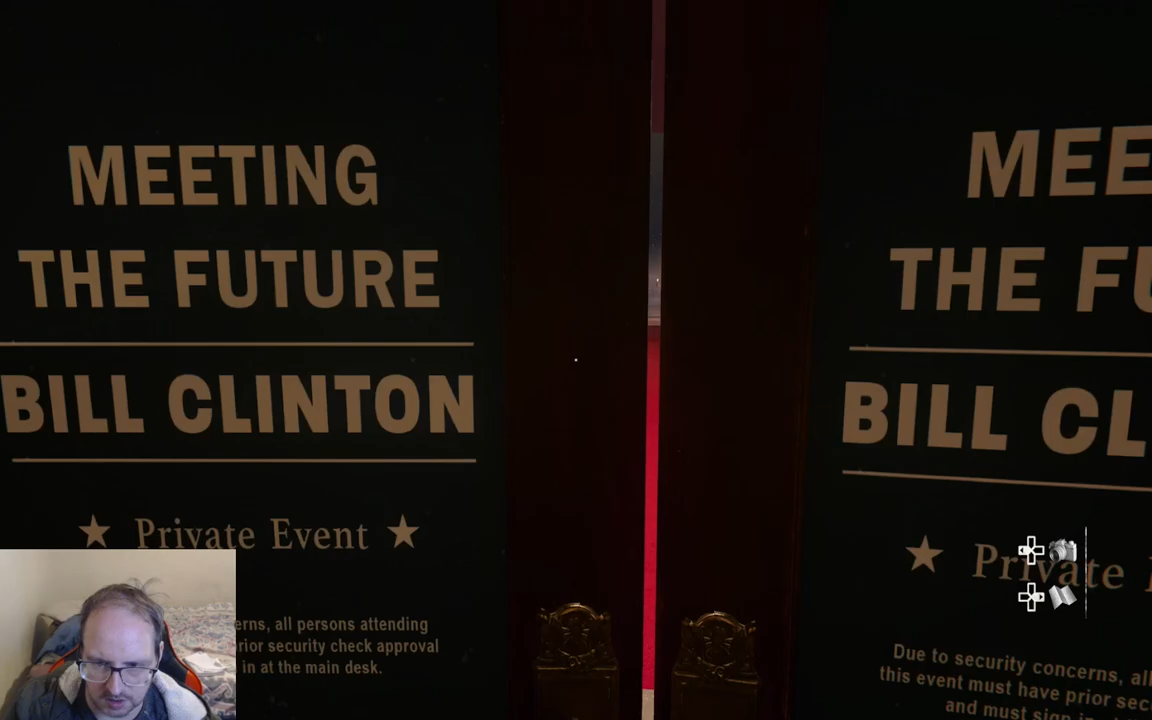 MEETING
THE FUTURE
BILL CLINTON
★ Private Event ★
all persons attending
security check approval
in at the main desk.
MEE
THE FU
BILL CL
★ Private
Due to security concerns, all
this event must have prior sec
and must sign in